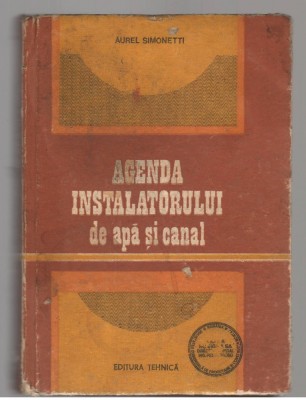 AUREL SIMONETTI
AGENDA
INSTALATORULUI
de apă și canal
EDITURA TEHNICĂ